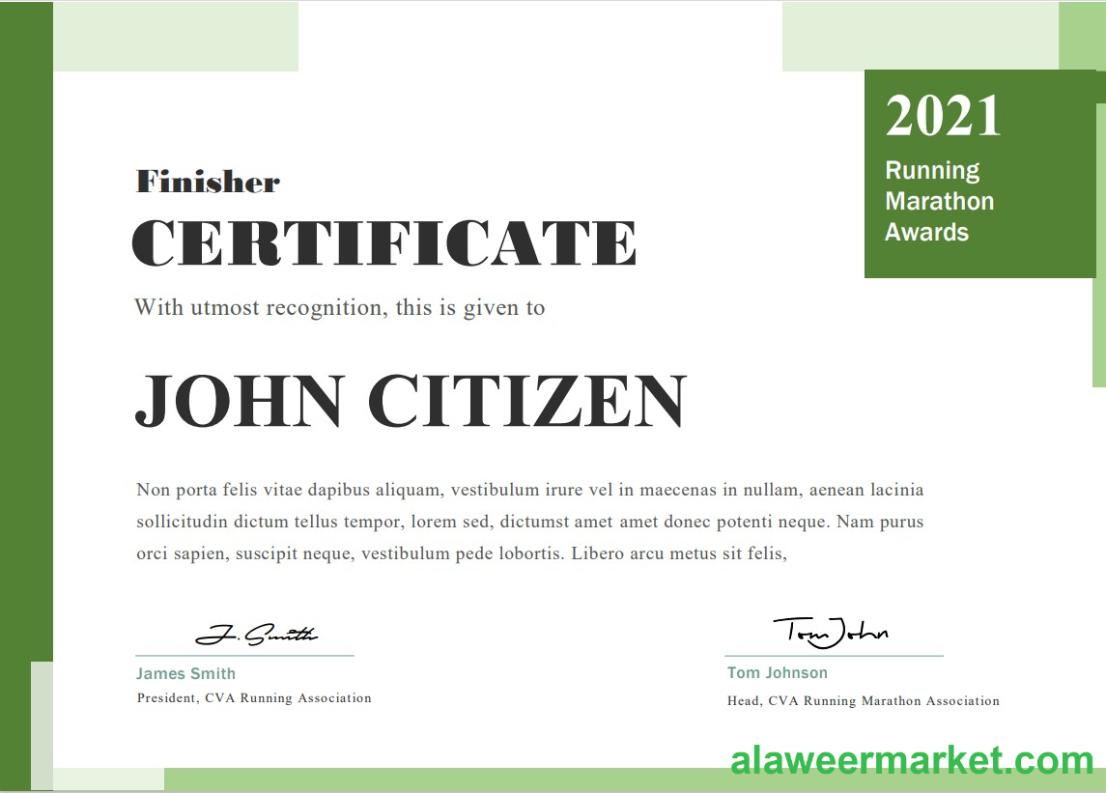 2021
Running
Marathon
Awards
Finisher
CERTIFICATE
With utmost recognition, this is given to
JOHN CITIZEN
Non porta felis vitae dapibus aliquam, vestibulum irure vel in maecenas in nullam, aenean lacinia
sollicitudin dictum tellus tempor, lorem sed, dictumst amet amet donec potenti neque. Nam purus
orci sapien, suscipit neque, vestibulum pede lobortis. Libero arcu metus sit felis,
J. Smith
James Smith
President, CVA Running Association
Tom John
Tom Johnson
Head, CVA Running Marathon Association
alaweermarket.com